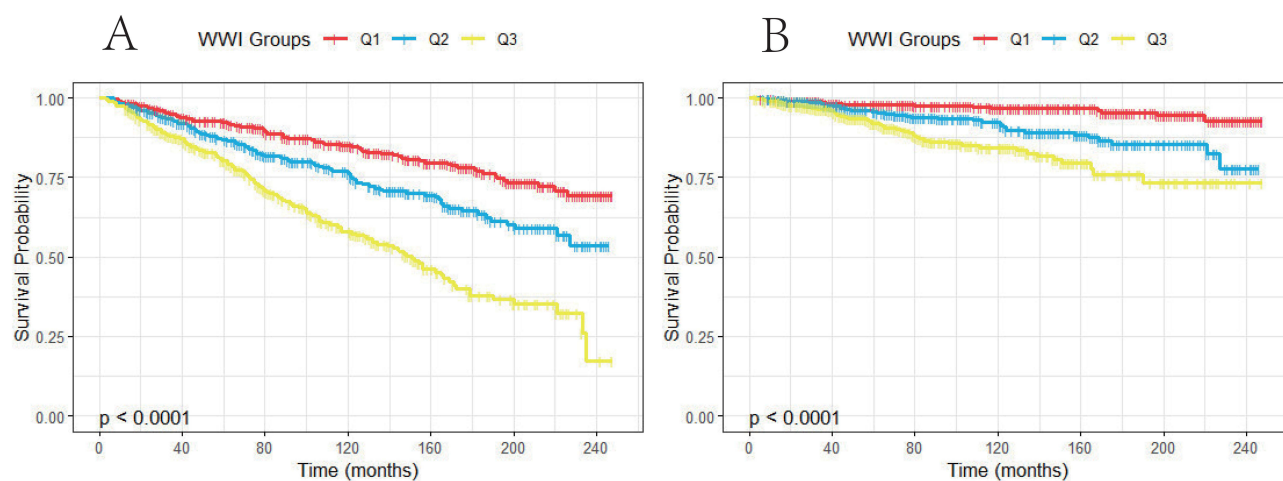 A
WWI Groups Q1 Q2 Q3
Survival Probability
1.00
0.75
0.50
0.25
0.00
p < 0.0001
0 40 80 120 160 200 240
Time (months)
B
WWI Groups Q1 Q2 Q3
Survival Probability
1.00
0.75
0.50
0.25
0.00
p < 0.0001
0 40 80 120 160 200 240
Time (months)